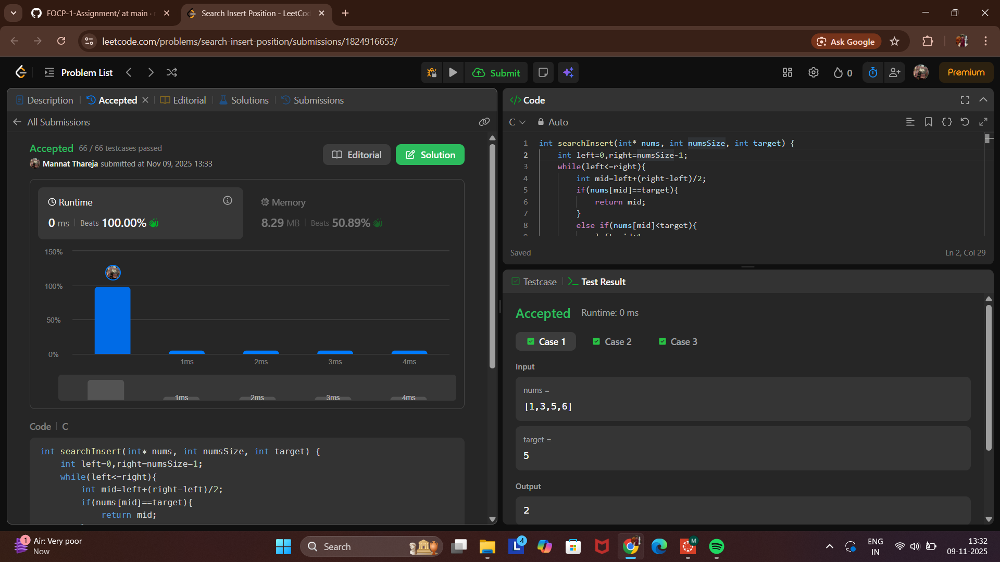 FOCP-1-Assignment/ at main ·
Search Insert Position - LeetCod
leetcode.com/problems/search-insert-position/submissions/1824916653/
Ask Google
Problem List
Submit
0
Premium
Description
Accepted
Editorial
Solutions
Submissions
All Submissions
Accepted 66 / 66 testcases passed
Mannat Thareja submitted at Nov 09, 2025 13:33
Editorial
Solution
Runtime
0 ms Beats 100.00%
Memory
8.29 MB Beats 50.89%
150%
100%
50%
0%
1ms 2ms 3ms 4ms
1ms 2ms 3ms 4ms
Code C
int searchInsert(int* nums, int numsSize, int target) {
int left=0,right=numsSize-1;
while(left<=right){
int mid=left+(right-left)/2;
if(nums[mid]==target){
return mid;
Code
C Auto
1 int searchInsert(int* nums, int numsSize, int target) {
2 int left=0,right=numsSize-1;
3 while(left<=right){
4 int mid=left+(right-left)/2;
5 if(nums[mid]==target){
6 return mid;
7 }
8 else if(nums[mid]<target){
Saved
Ln 2, Col 29
Testcase
Test Result
Accepted Runtime: 0 ms
Case 1 Case 2 Case 3
Input
nums =
[1,3,5,6]
target =
5
Output
2
1
Air: Very poor
Now
Search
L
4
M
ENG
IN
13:32
09-11-2025